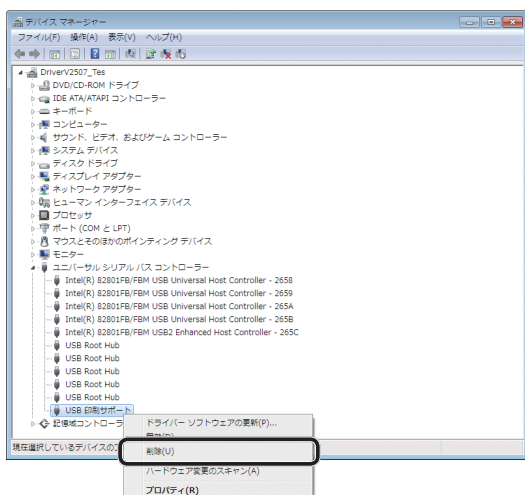 デバイス マネージャー
ファイル(F) 操作(A) 表示(V) ヘルプ(H)
DriverV2507_Tes
DVD/CD-ROM ドライブ
IDE ATA/ATAPI コントローラー
キーボード
コンピューター
サウンド、ビデオ、およびゲーム コントローラー
システム デバイス
ディスク ドライブ
ディスプレイ アダプター
ネットワーク アダプター
ヒューマン インターフェイス デバイス
プロセッサ
ポート (COM と LPT)
マウスとそのほかのポインティング デバイス
モニター
ユニバーサル シリアル バス コントローラー
Intel(R) 82801FB/FBM USB Universal Host Controller - 2658
Intel(R) 82801FB/FBM USB Universal Host Controller - 2659
Intel(R) 82801FB/FBM USB Universal Host Controller - 265A
Intel(R) 82801FB/FBM USB Universal Host Controller - 265B
Intel(R) 82801FB/FBM USB2 Enhanced Host Controller - 265C
USB Root Hub
USB Root Hub
USB Root Hub
USB Root Hub
USB Root Hub
USB 印刷サポート
記憶域コントローラ
ドライバー ソフトウェアの更新(P)...
削除(U)
現在選択しているデバイスの
ハードウェア変更のスキャン(A)
プロパティ(R)